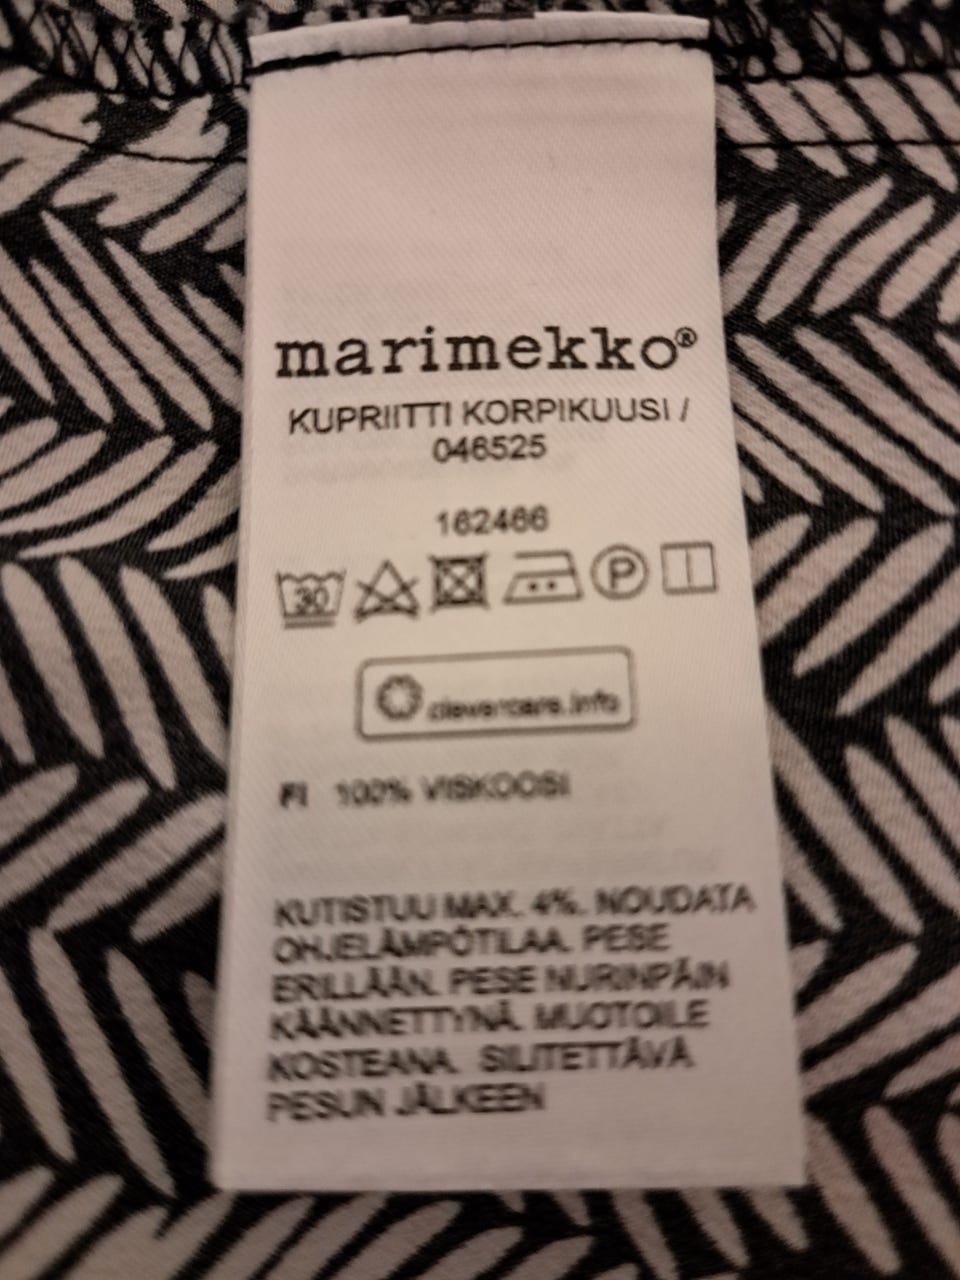 marimekko®
KUPRIITTI KORPIKUUSI /
046525
162466
30
P
clevercare.info
FI 100% VISKOOSI
KUTISTUU MAX. 4%. NOUDATA
OHJELÄMPÖTILAA. PESE
ERILLÄÄN. PESE NURINPÄIN
KÄÄNNETTYNÄ. MUOTOILE
KOSTEANA. SILITETTÄVÄ
PESUN JÄLKEEN